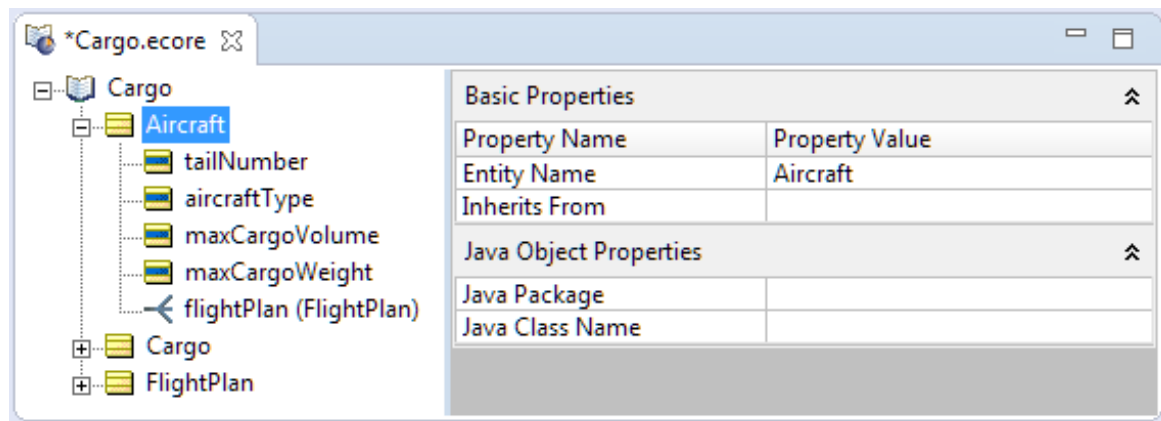 *Cargo.ecore
Cargo
Aircraft
tailNumber
aircraftType
maxCargoVolume
maxCargoWeight
flightPlan (FlightPlan)
Cargo
FlightPlan
Basic Properties
Property Name Property Value
Entity Name Aircraft
Inherits From
Java Object Properties
Java Package
Java Class Name